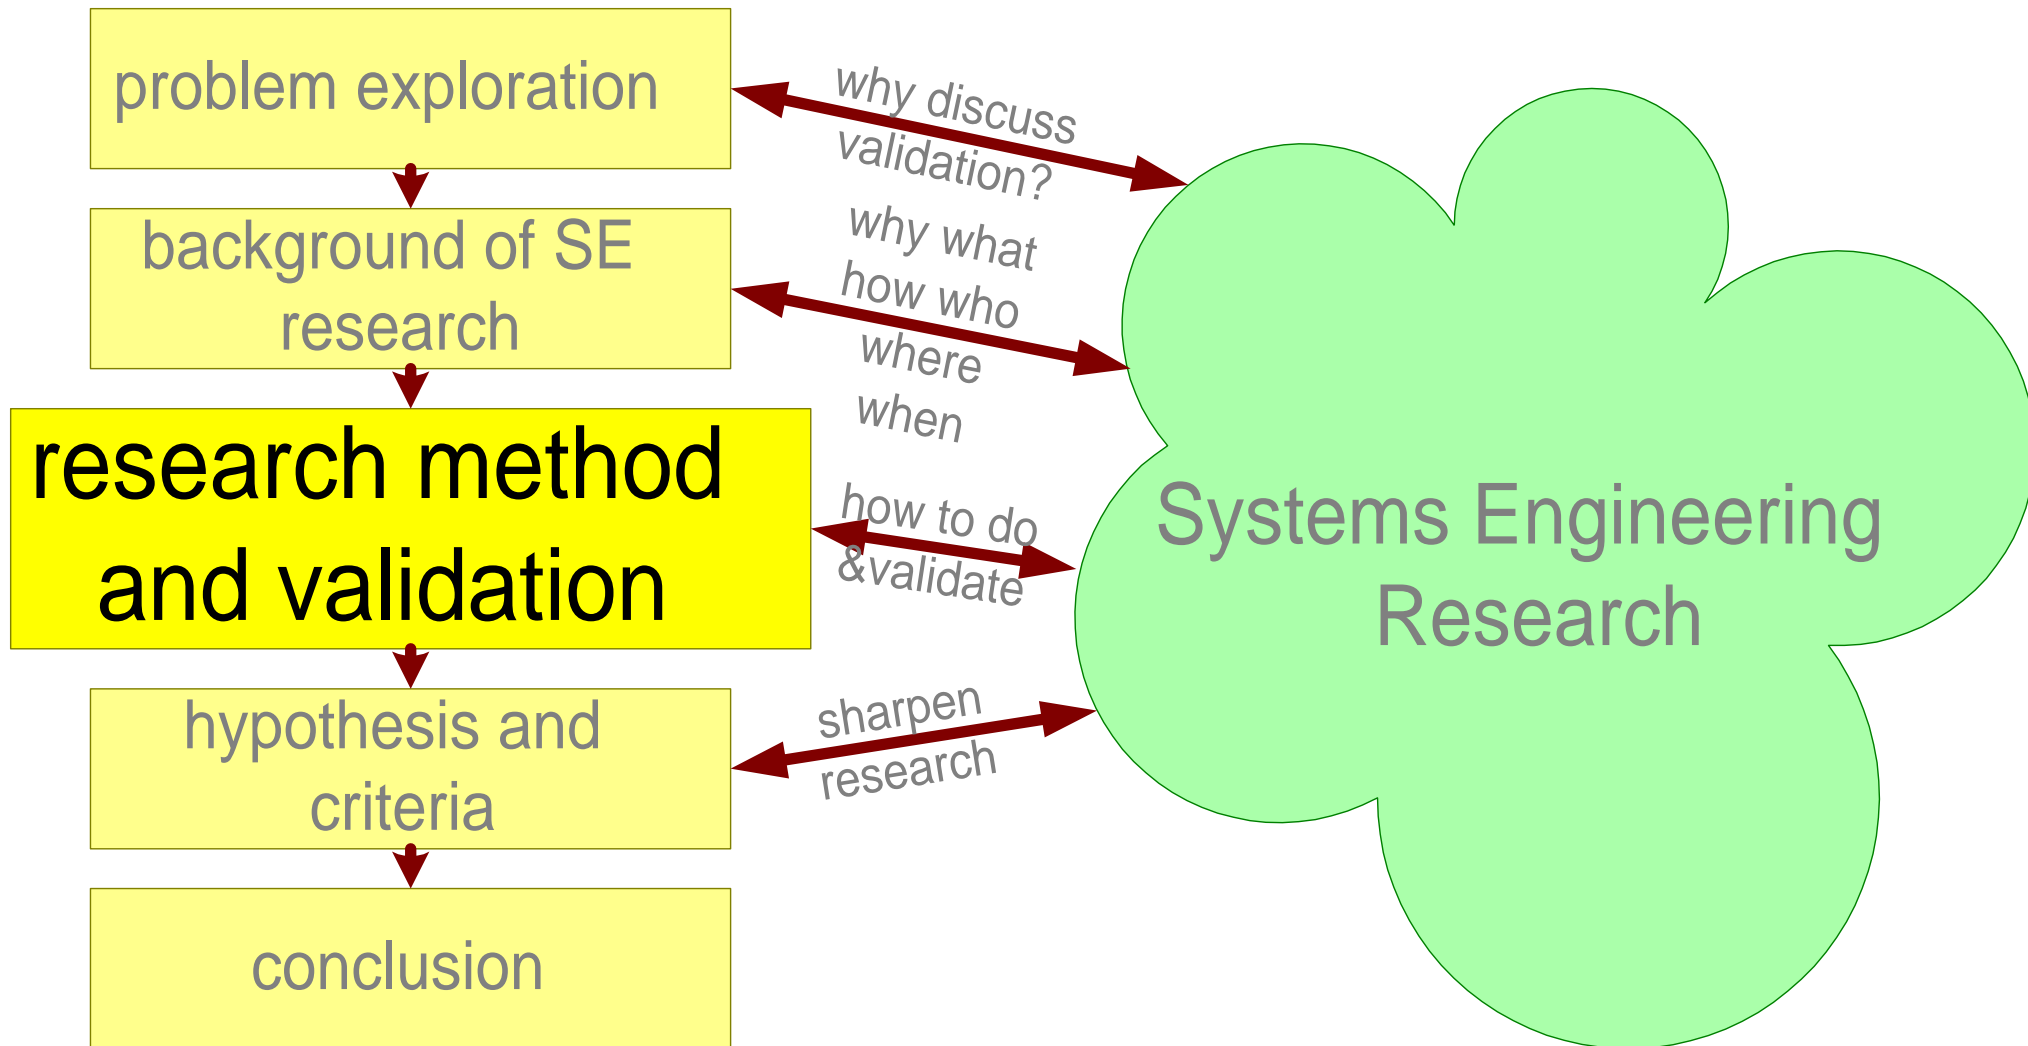 problem exploration
background of SE
research
research method
and validation
hypothesis and
criteria
conclusion
why discuss
validation?
why what
how who
where
when
how to do
&validate
sharpen
research
Systems Engineering
Research